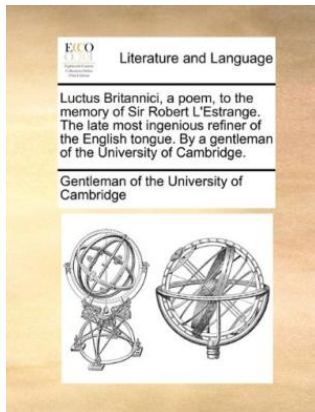 ECCO
Literature and Language
Luctus Britannici, a poem, to the
memory of Sir Robert L'Estrange.
The late most ingenious refiner of
the English tongue. By a gentleman
of the University of Cambridge.
Gentleman of the University of
Cambridge